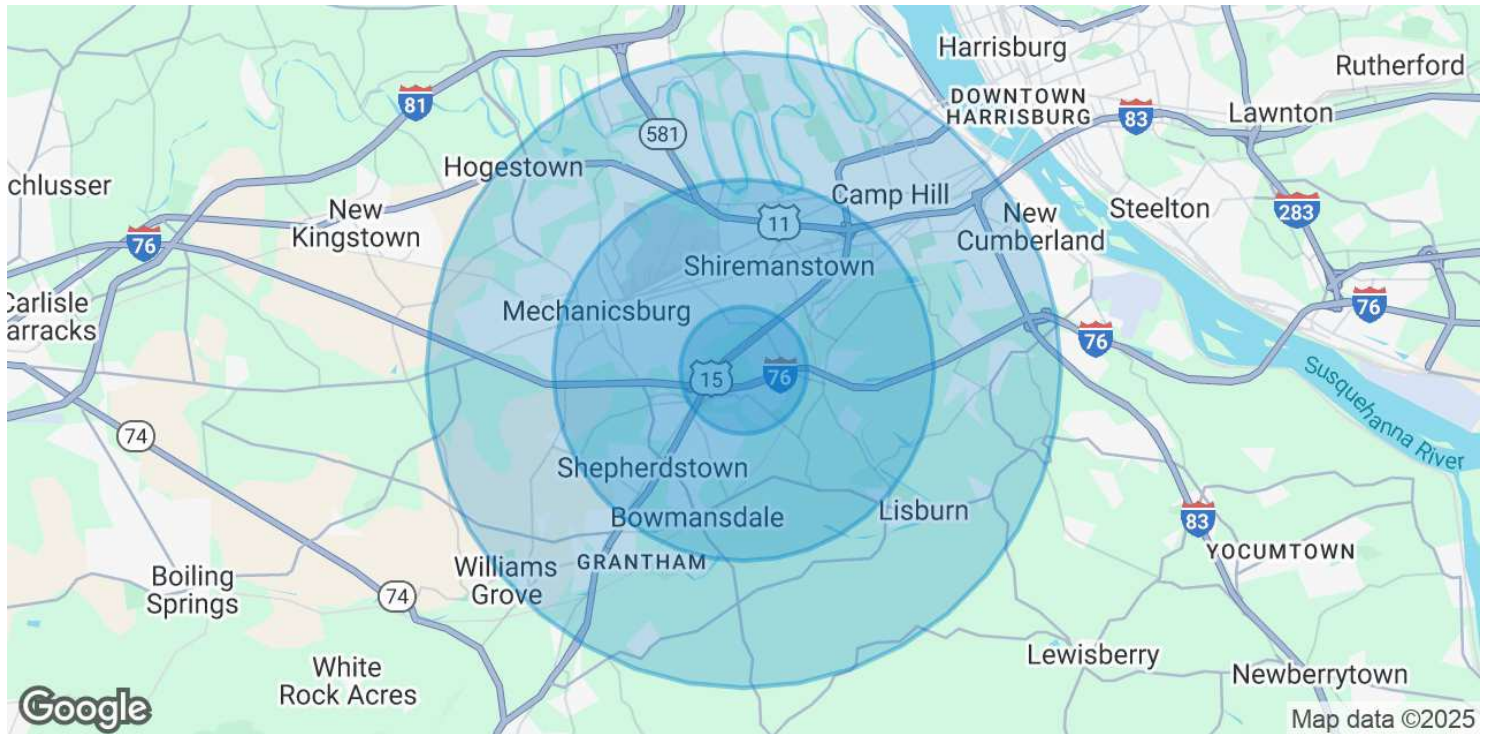 Harrisburg
Rutherford
DOWNTOWN
HARRISBURG
81
83
Lawnton
581
Hogestown
chlusser
Camp Hill
New
Kingstown
283
Steelton
New
Cumberland
11
76
Shiremanstown
Carlisle
arracks
Mechanicsburg
76
76
15
76
Susquehanna River
74
Shepherdstown
Bowmansdale
Lisburn
83
YOCUMTOWN
GRANTHAM
Williams
Grove
Boiling
Springs
74
White
Rock Acres
Lewisberry
Newberrytown
Google
Map data ©2025